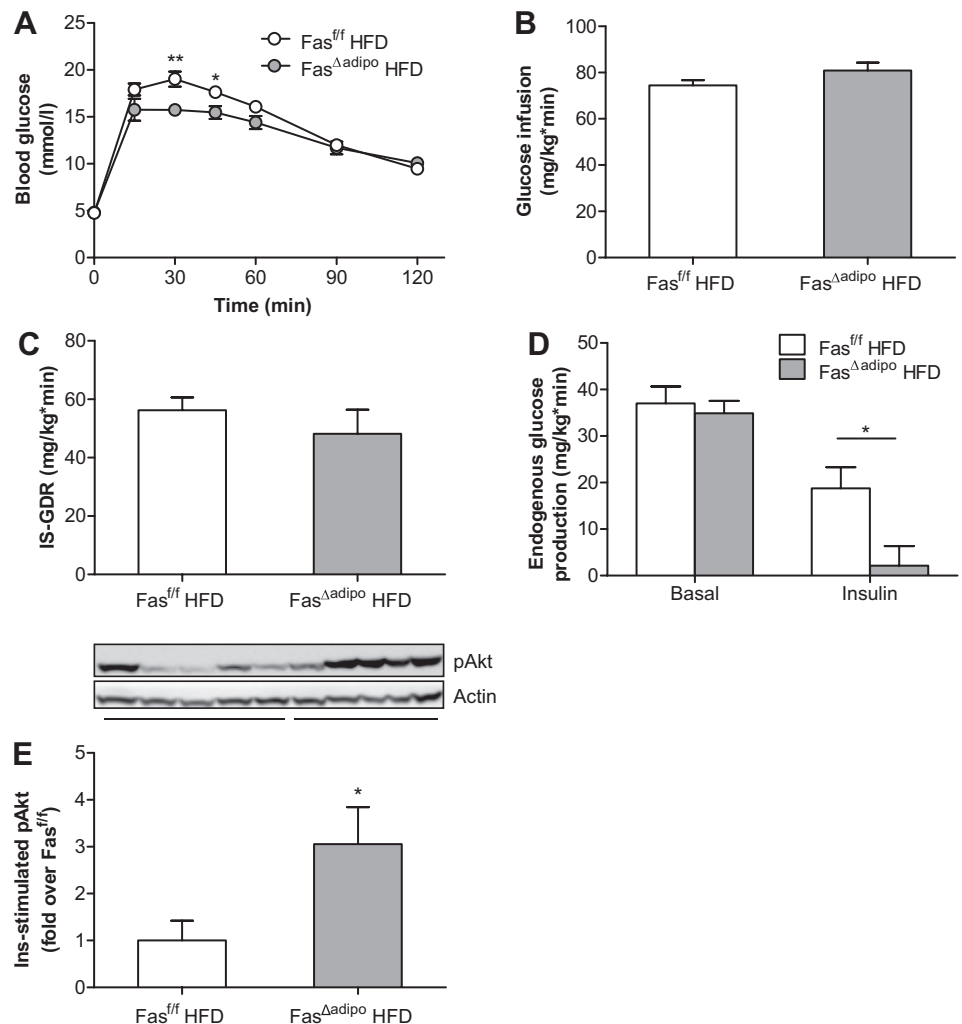 A
25
20
15
10
5
0
0 30 60 90 120
Blood glucose
(mmol/l)
Time (min)
** *
Fas^f/f HFD
Fas^Δadipo HFD
B
100
80
60
40
20
0
Glucose infusion
(mg/kg*min)
Fas^f/f HFD Fas^Δadipo HFD
C
80
60
40
20
0
IS-GDR (mg/kg*min)
Fas^f/f HFD Fas^Δadipo HFD
D
50
40
30
20
10
0
Endogenous glucose
production (mg/kg*min)
Fas^f/f HFD
Fas^Δadipo HFD
*
Basal Insulin
pAkt
Actin
E
5
4
3
2
1
0
Ins-stimulated pAkt
(fold over Fas^f/f)
*
Fas^f/f HFD Fas^Δadipo HFD